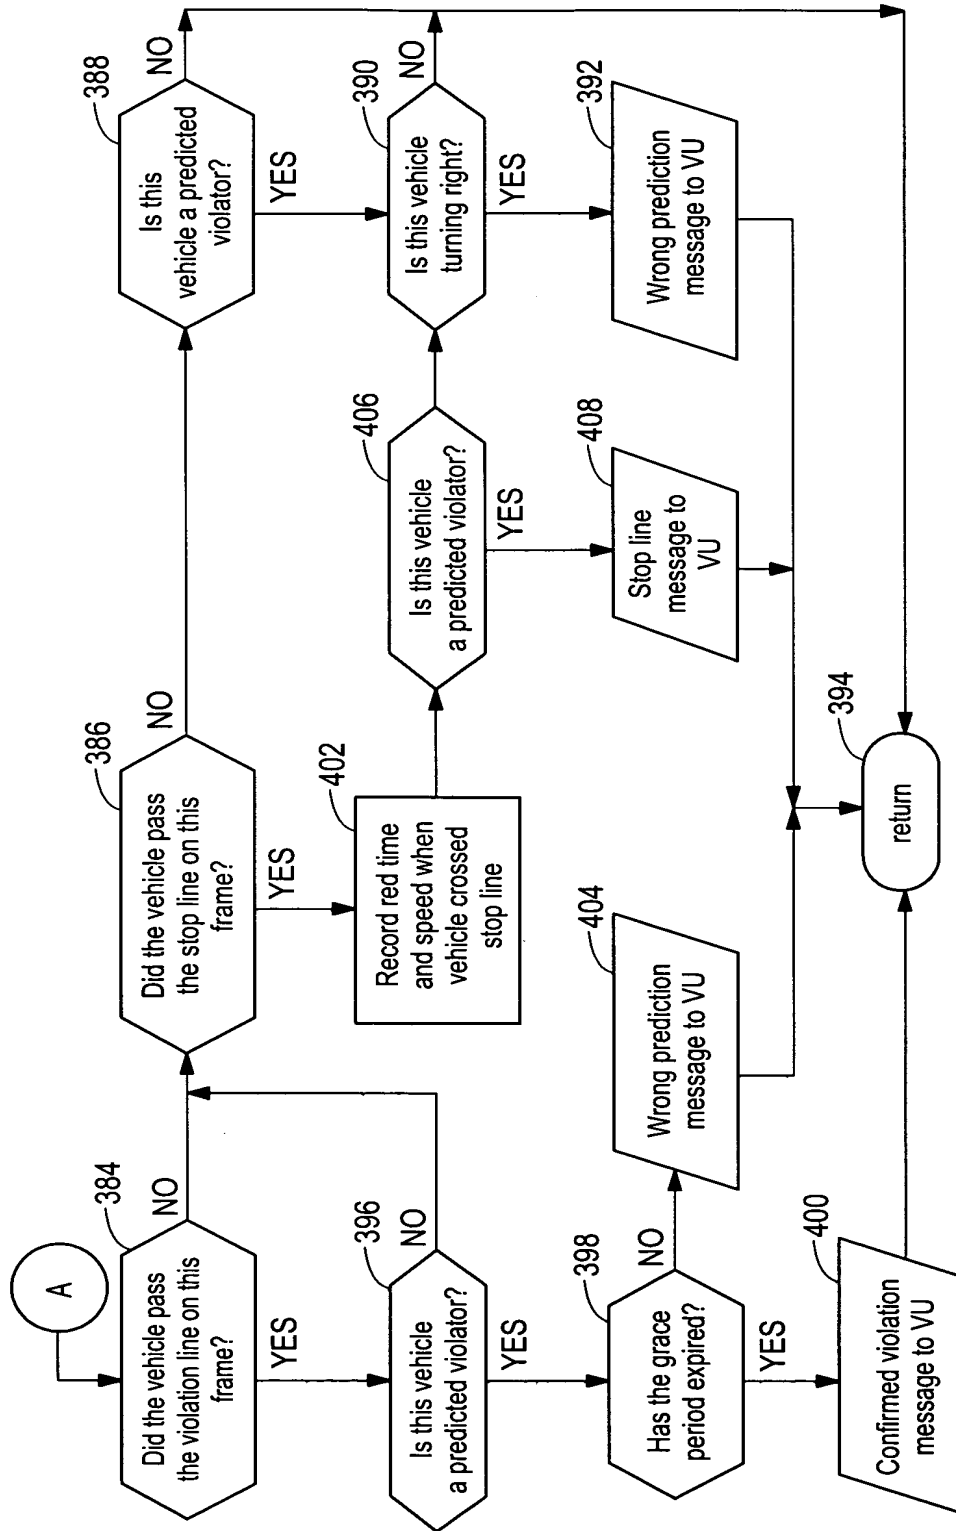 A
384
Did the vehicle pass
the violation line on this
frame?
NO
YES
386
Did the vehicle pass
the stop line on this
frame?
NO
YES
388
Is this
vehicle a predicted
violator?
NO
YES
396
Is this vehicle
a predicted violator?
NO
YES
402
Record red time
and speed when
vehicle crossed
stop line
406
Is this vehicle
a predicted violator?
YES
390
Is this vehicle
turning right?
NO
YES
398
Has the grace
period expired?
NO
YES
404
Wrong prediction
message to VU
408
Stop line
message to
VU
392
Wrong prediction
message to VU
400
Confirmed violation
message to VU
394
return